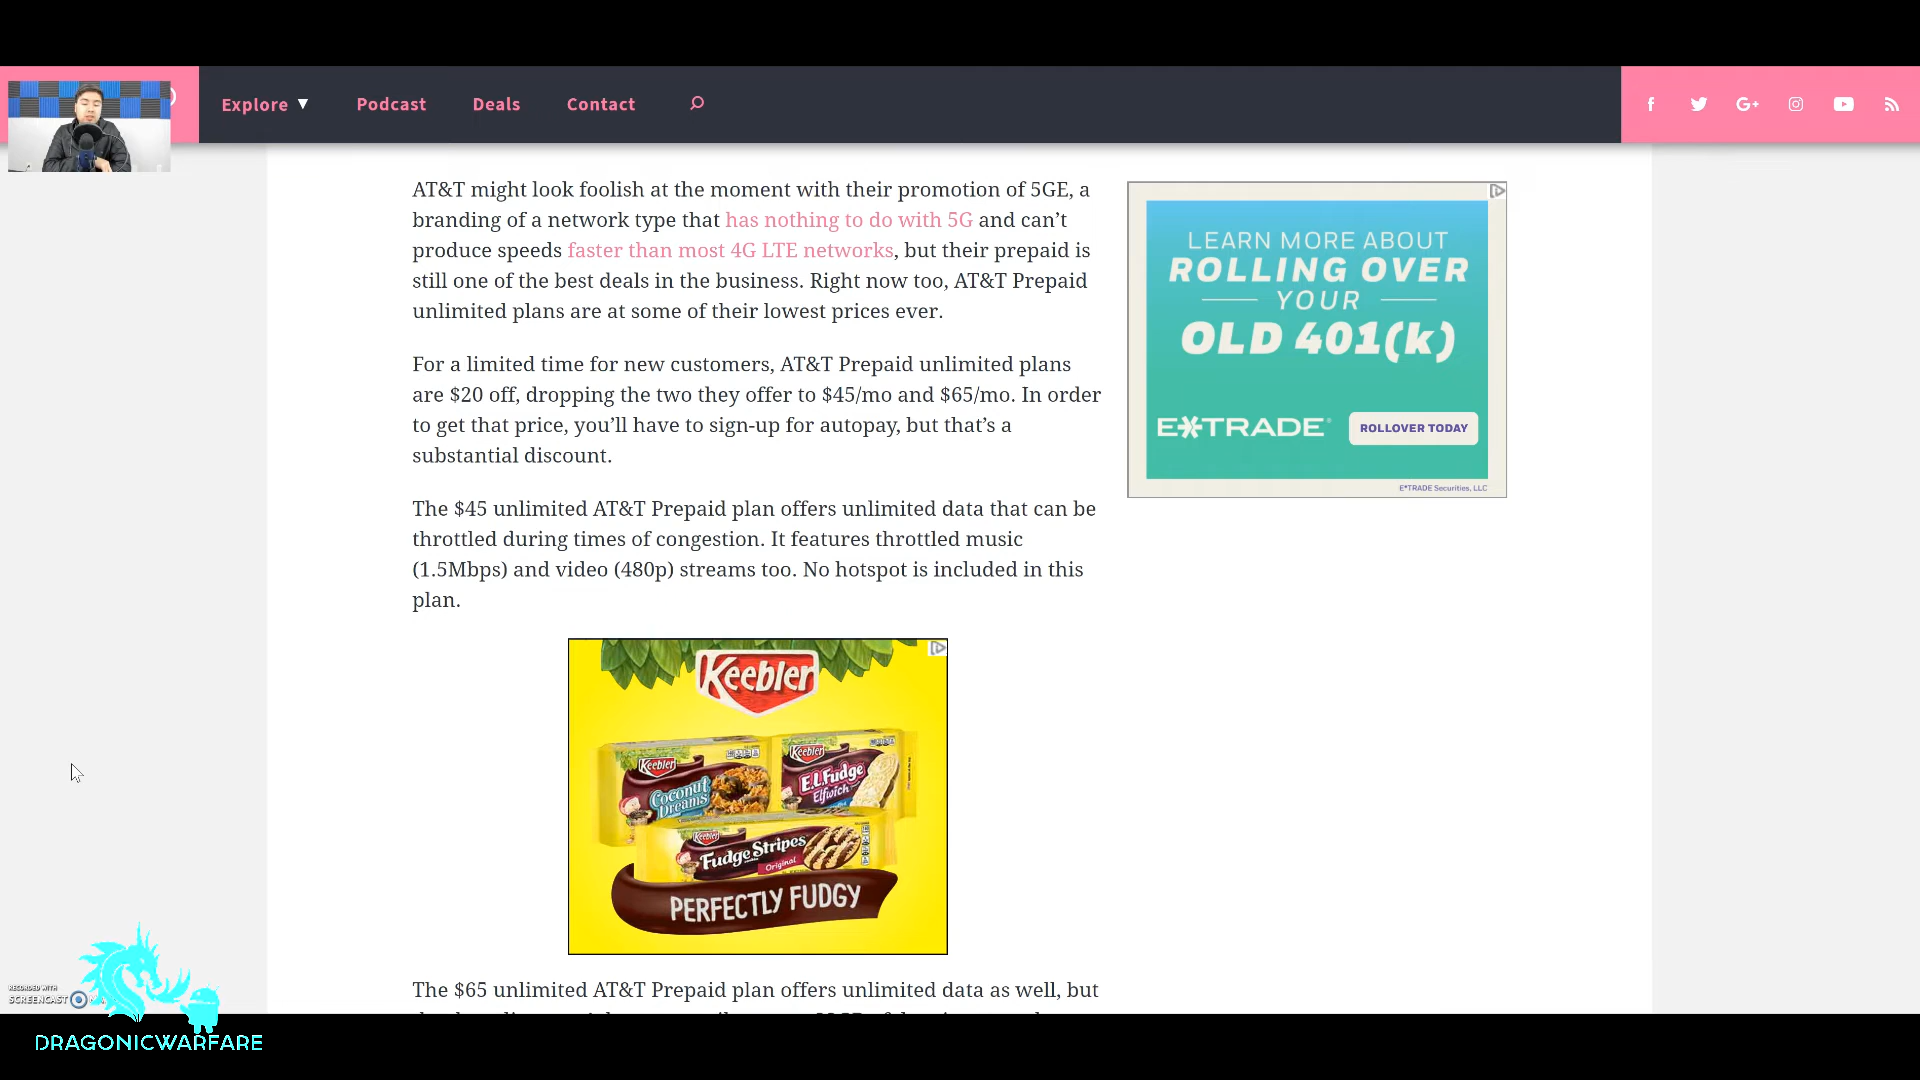 Explore ▼ Podcast Deals Contact
AT&T might look foolish at the moment with their promotion of 5GE, a
branding of a network type that has nothing to do with 5G and can’t
produce speeds faster than most 4G LTE networks, but their prepaid is
still one of the best deals in the business. Right now too, AT&T Prepaid
unlimited plans are at some of their lowest prices ever.
For a limited time for new customers, AT&T Prepaid unlimited plans
are $20 off, dropping the two they offer to $45/mo and $65/mo. In order
to get that price, you’ll have to sign-up for autopay, but that’s a
substantial discount.
The $45 unlimited AT&T Prepaid plan offers unlimited data that can be
throttled during times of congestion. It features throttled music
(1.5Mbps) and video (480p) streams too. No hotspot is included in this
plan.
LEARN MORE ABOUT
ROLLING OVER
YOUR
OLD 401(k)
E*TRADE
ROLLOVER TODAY
E*TRADE Securities, LLC
Keebler
Keebler
Coconut
Dreams
Keebler
E.L.Fudge
Elfwich
Keebler
Fudge Stripes
Original
PERFECTLY FUDGY
The $65 unlimited AT&T Prepaid plan offers unlimited data as well, but
RECORDED WITH
SCREENCAST
DRAGONICWARFARE